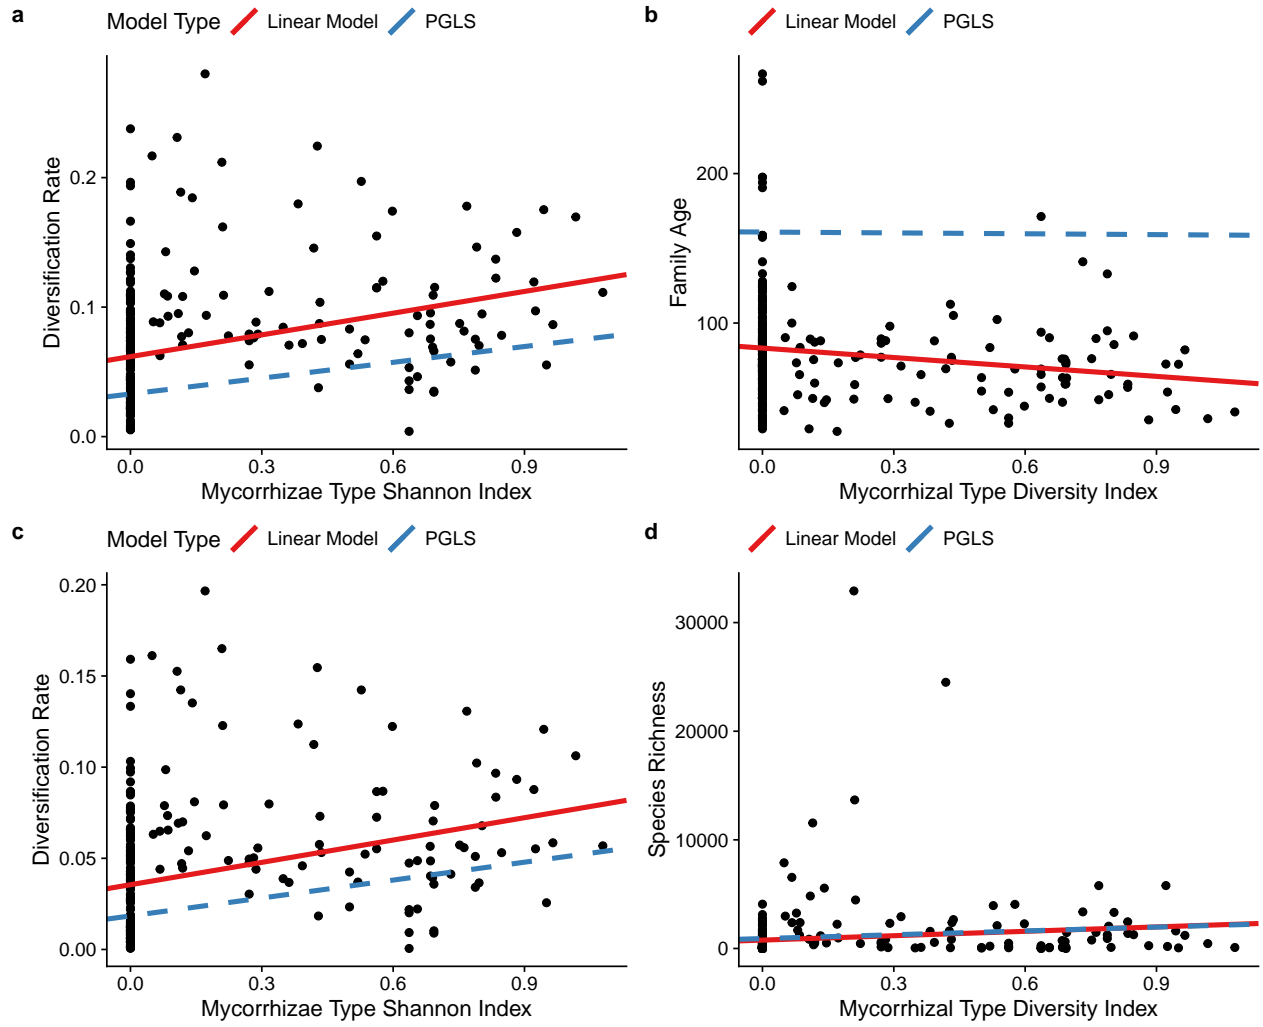 a
Model Type Linear Model PGLS
Diversification Rate
0.2
0.1
0.0
0.0 0.3 0.6 0.9
Mycorrhizae Type Shannon Index
b
Linear Model PGLS
Family Age
200
100
0.0 0.3 0.6 0.9
Mycorrhizal Type Diversity Index
c
Model Type Linear Model PGLS
Diversification Rate
0.20
0.15
0.10
0.05
0.00
0.0 0.3 0.6 0.9
Mycorrhizae Type Shannon Index
d
Linear Model PGLS
Species Richness
30000
20000
10000
0
0.0 0.3 0.6 0.9
Mycorrhizal Type Diversity Index